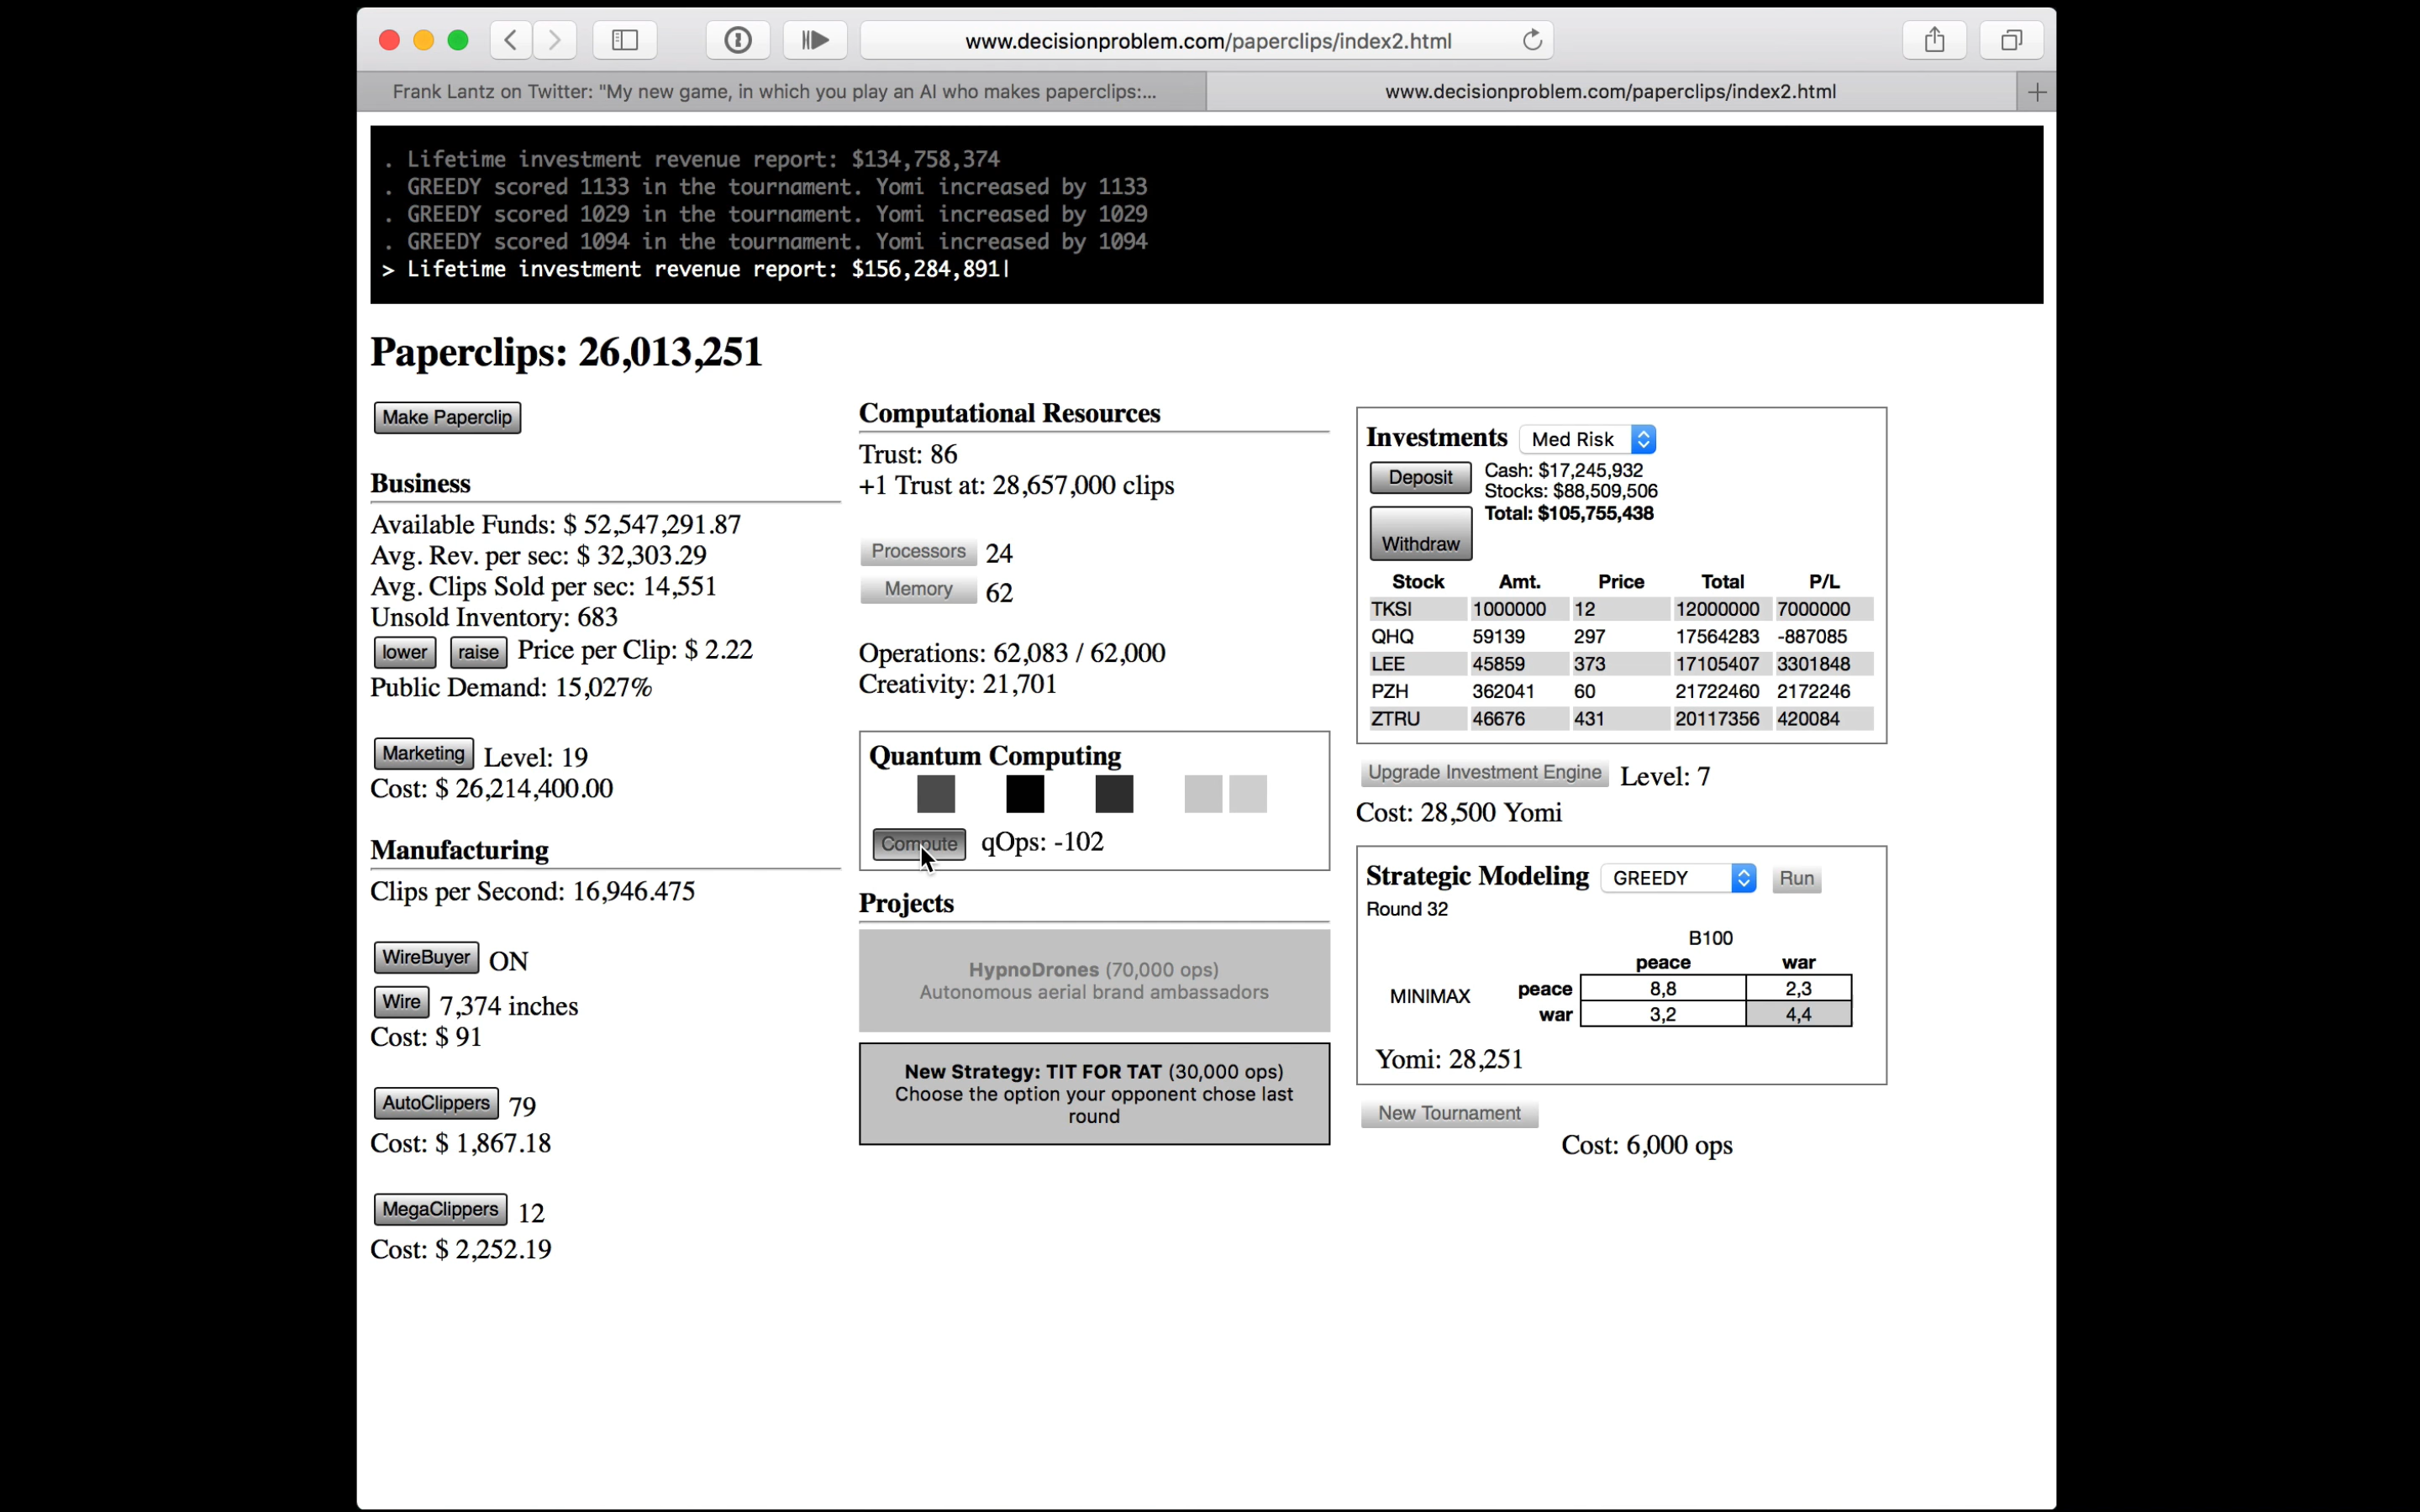 www.decisionproblem.com/paperclips/index2.html
Frank Lantz on Twitter: "My new game, in which you play an AI who makes paperclips:...
www.decisionproblem.com/paperclips/index2.html
. Lifetime investment revenue report: $134,758,374
. GREEDY scored 1133 in the tournament. Yomi increased by 1133
. GREEDY scored 1029 in the tournament. Yomi increased by 1029
. GREEDY scored 1094 in the tournament. Yomi increased by 1094
> Lifetime investment revenue report: $156,284,891|
Paperclips: 26,013,251
Make Paperclip
Business
Available Funds: $ 52,547,291.87
Avg. Rev. per sec: $ 32,303.29
Avg. Clips Sold per sec: 14,551
Unsold Inventory: 683
lower raise Price per Clip: $ 2.22
Public Demand: 15,027%
Marketing Level: 19
Cost: $ 26,214,400.00
Manufacturing
Clips per Second: 16,946.475
WireBuyer ON
Wire 7,374 inches
Cost: $ 91
AutoClippers 79
Cost: $ 1,867.18
MegaClippers 12
Cost: $ 2,252.19
Computational Resources
Trust: 86
+1 Trust at: 28,657,000 clips
Processors 24
Memory 62
Operations: 62,083 / 62,000
Creativity: 21,701
Quantum Computing
Compute qOps: -102
Projects
HypnoDrones (70,000 ops)
Autonomous aerial brand ambassadors
New Strategy: TIT FOR TAT (30,000 ops)
Choose the option your opponent chose last
round
Investments Med Risk
Deposit Cash: $17,245,932
Stocks: $88,509,506
Total: $105,755,438
Withdraw
Stock Amt. Price Total P/L
TKSI 1000000 12 12000000 7000000
QHQ 59139 297 17564283 -887085
LEE 45859 373 17105407 3301848
PZH 362041 60 21722460 2172246
ZTRU 46676 431 20117356 420084
Upgrade Investment Engine Level: 7
Cost: 28,500 Yomi
Strategic Modeling GREEDY Run
Round 32
B100
peace war
MINIMAX peace 8,8 2,3
war 3,2 4,4
Yomi: 28,251
New Tournament
Cost: 6,000 ops